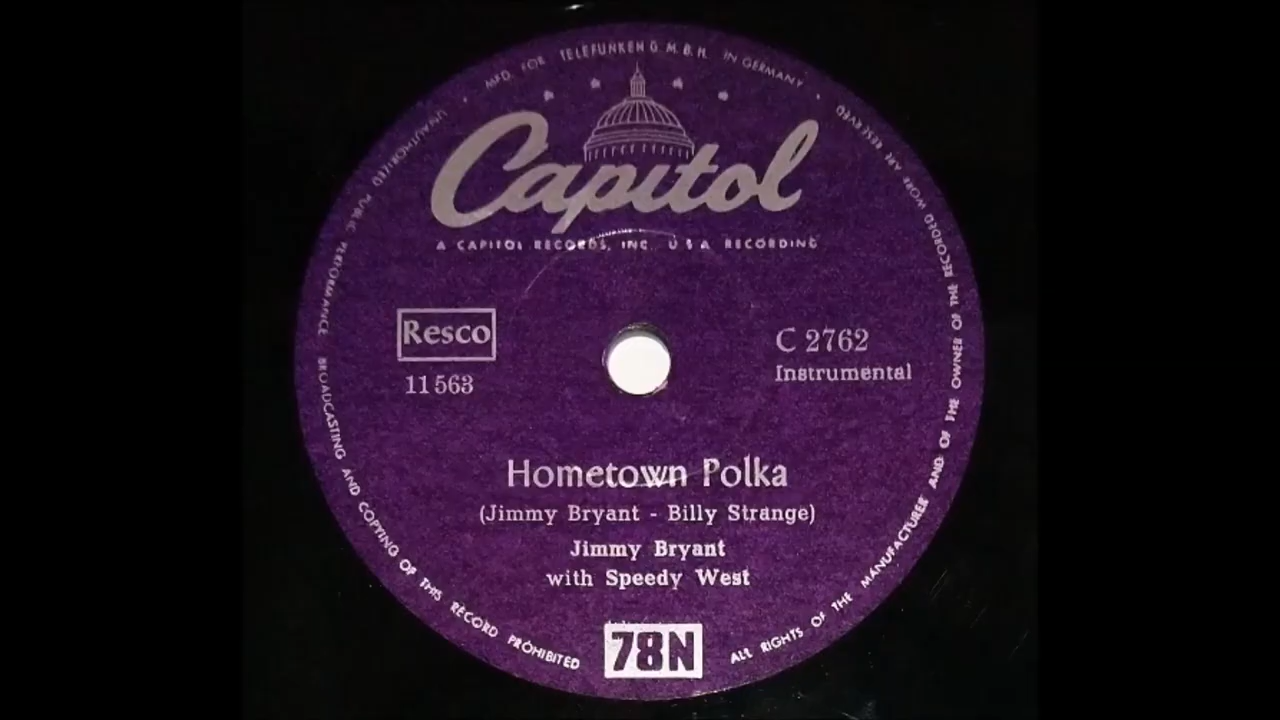 MFD. FOR TELEFUNKEN G.M.B.H. IN GERMANY
Capitol
A CAPITOL RECORDS, INC. U S A RECORDING
Resco
11563
C 2762
Instrumental
Hometown Polka
(Jimmy Bryant - Billy Strange)
Jimmy Bryant
with Speedy West
78N
UNAUTHORIZED PUBLIC PERFORMANCE BROADCASTING AND COPYING OF THIS RECORD PROHIBITED
ALL RIGHTS OF THE MANUFACTURER AND OF THE OWNER OF THE RECORDED WORK ARE RESERVED